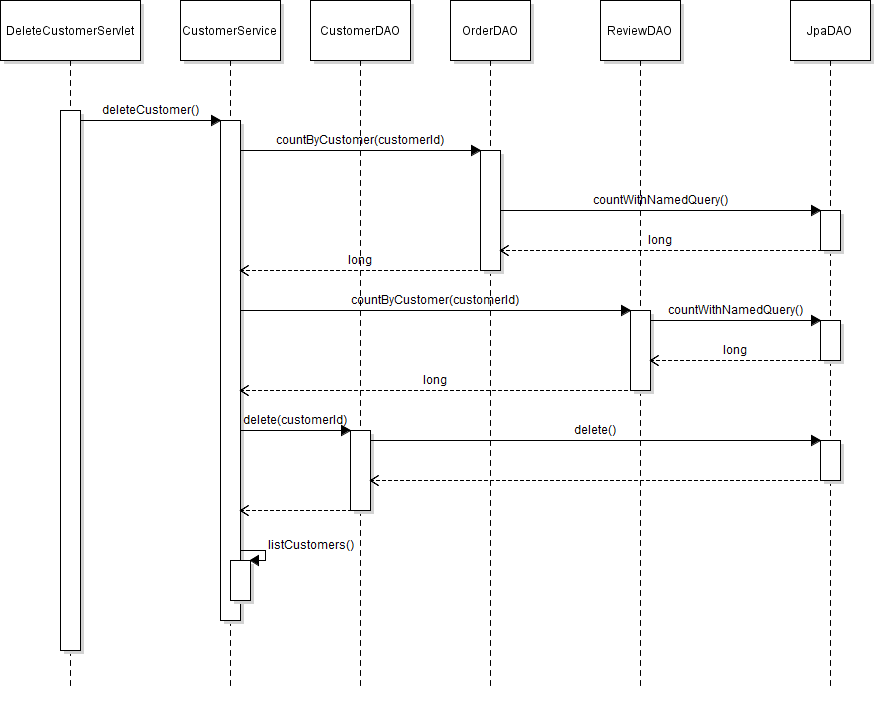 DeleteCustomerServlet
CustomerService
CustomerDAO
OrderDAO
ReviewDAO
JpaDAO
deleteCustomer()
countByCustomer(customerId)
countWithNamedQuery()
long
long
countByCustomer(customerId)
countWithNamedQuery()
long
long
delete(customerId)
delete()
listCustomers()